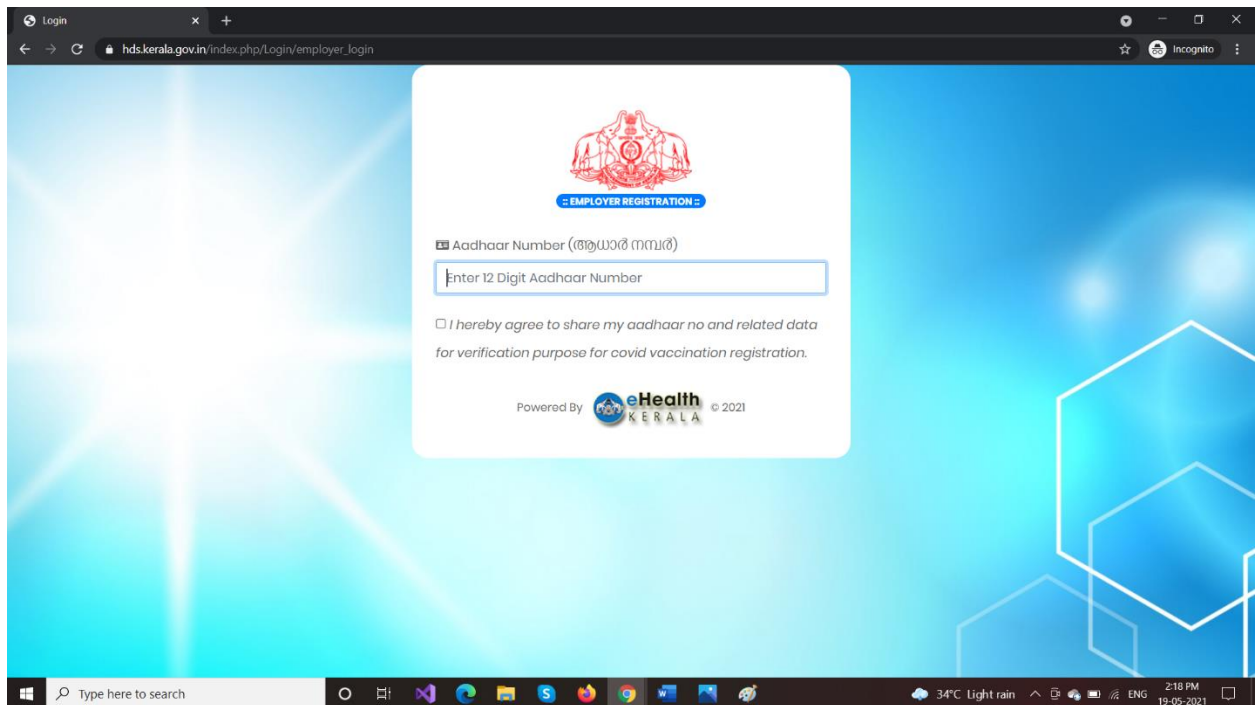 Login
hds.kerala.gov.in/index.php/Login/employer_login
Incognito
:: EMPLOYER REGISTRATION ::
Aadhaar Number (ആധാർ നമ്പർ)
Enter 12 Digit Aadhaar Number
I hereby agree to share my aadhaar no and related data
for verification purpose for covid vaccination registration.
Powered By eHealth KERALA © 2021
Type here to search
34°C Light rain
ENG
2:18 PM
19-05-2021